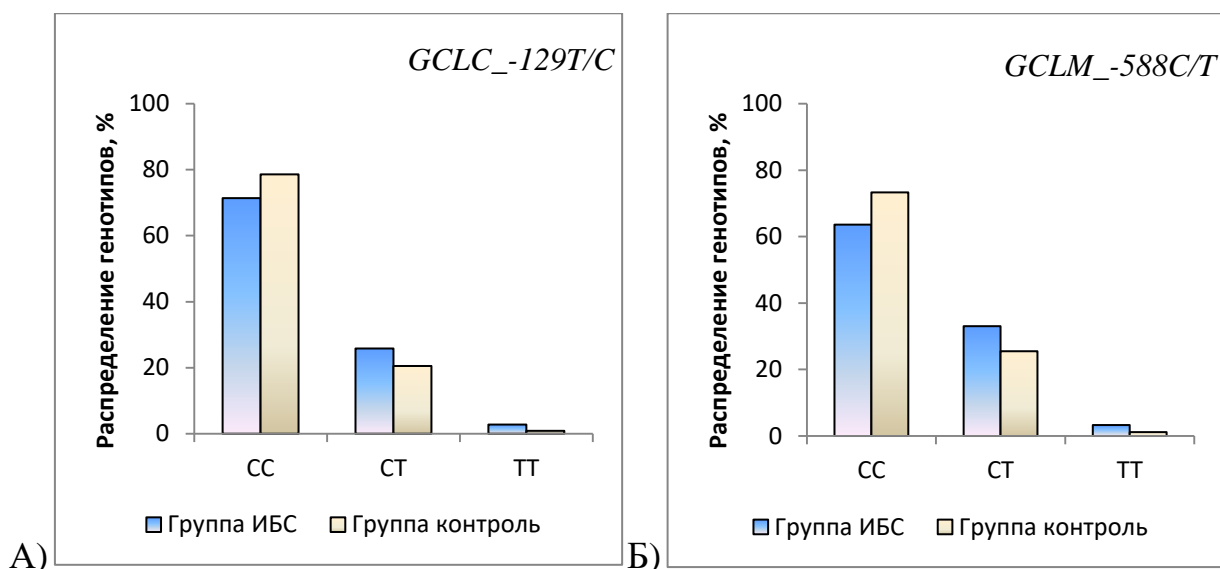 GCLC_-129T/C
Распределение генотипов, %
100
80
60
40
20
0
CC
CT
TT
Группа ИБС
Группа контроль
А)
GCLM_-588C/T
Распределение генотипов, %
100
80
60
40
20
0
CC
CT
TT
Группа ИБС
Группа контроль
Б)